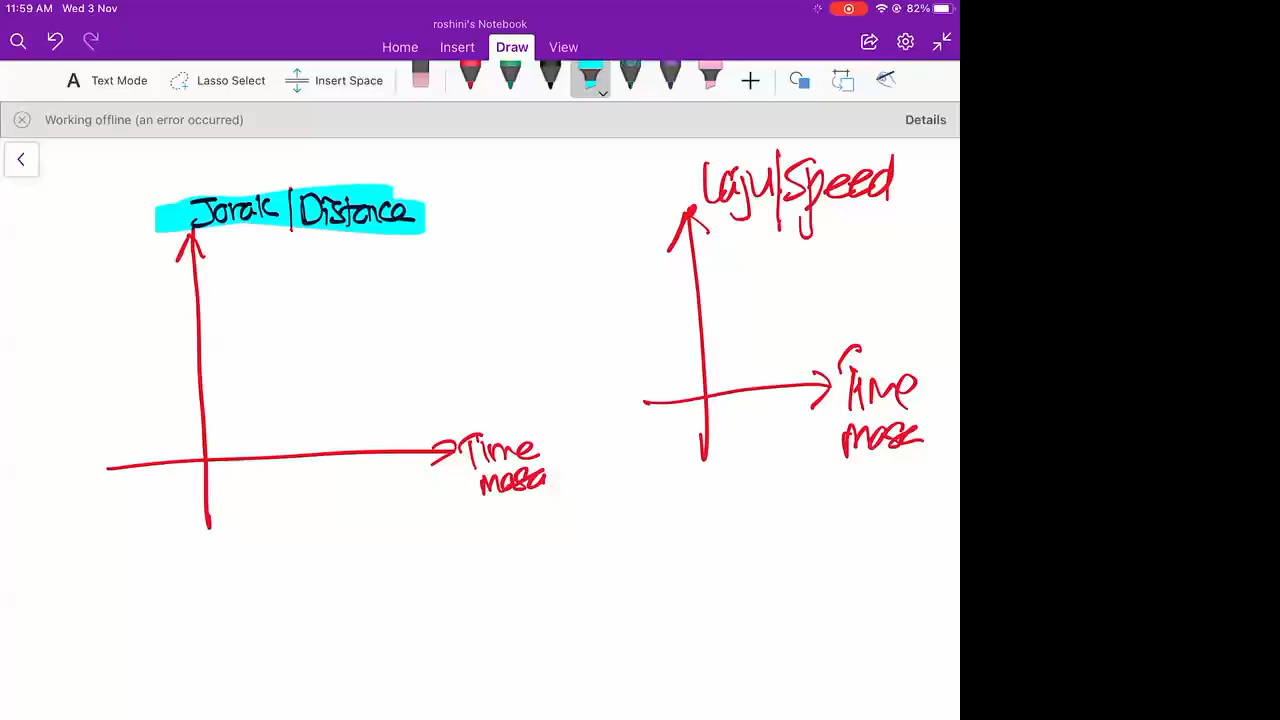 11:59 AM Wed 3 Nov
82%
roshini's Notebook
Home Insert Draw View
Text Mode Lasso Select Insert Space
Working offline (an error occurred) Details
Jarak | Distance
Laju | Speed
Time
masa
Time
masa